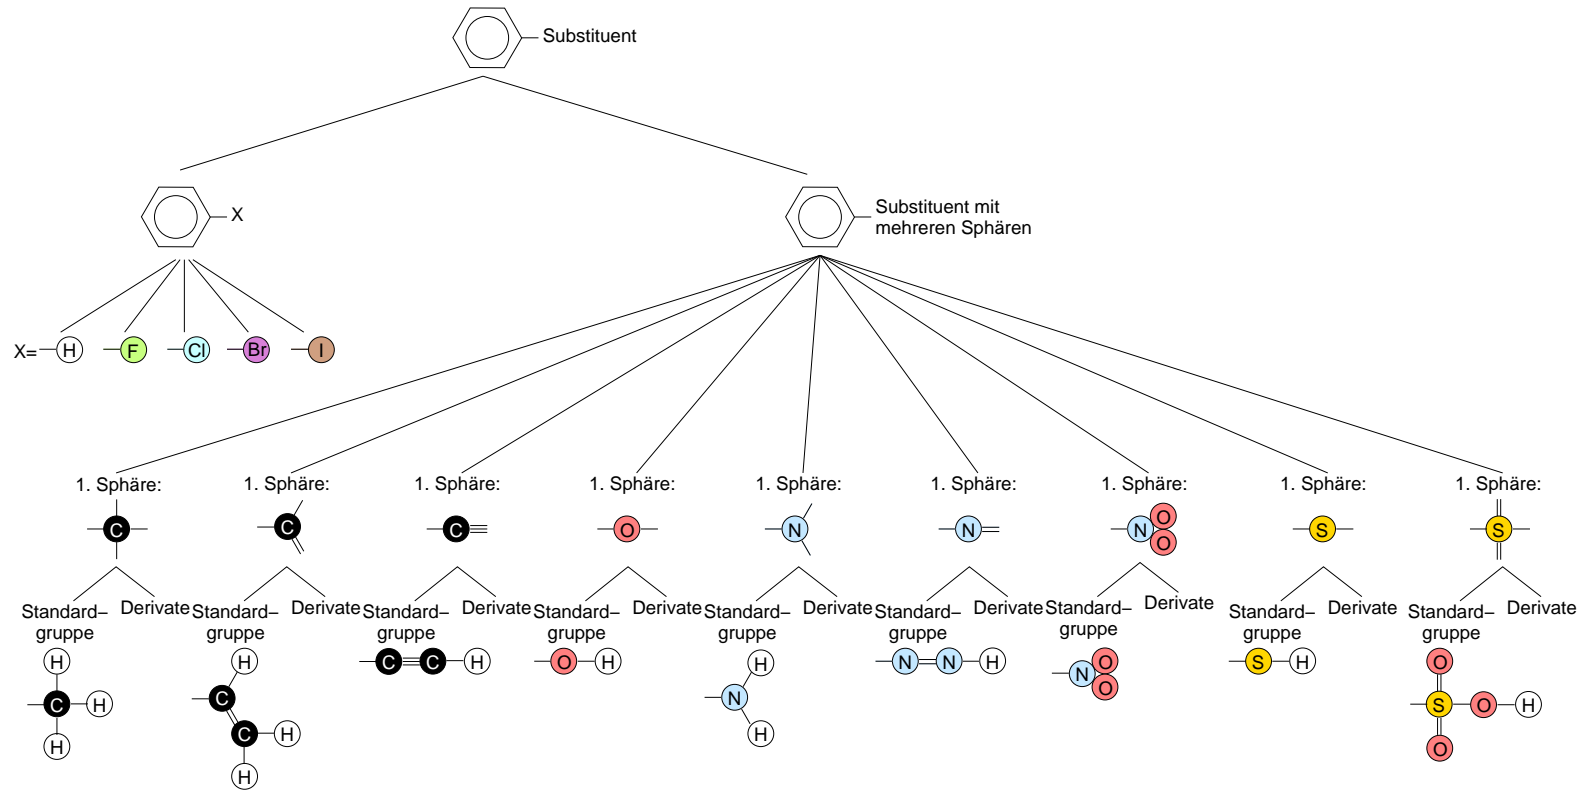 Substituent
X
Substituent mit
mehreren Sphären
X= H F Cl Br I
1. Sphäre: 1. Sphäre: 1. Sphäre: 1. Sphäre: 1. Sphäre: 1. Sphäre: 1. Sphäre: 1. Sphäre: 1. Sphäre:
C C C O N N N O O S S
Standard– Derivate Standard– Derivate Standard– Derivate Standard– Derivate Standard– Derivate Standard– Derivate Standard– Derivate Standard– Derivate Standard– Derivate
gruppe gruppe gruppe gruppe gruppe gruppe gruppe gruppe gruppe
H H C C H O H H N N H O S H O
N O
C H C N S O H
C H
H H H O
H